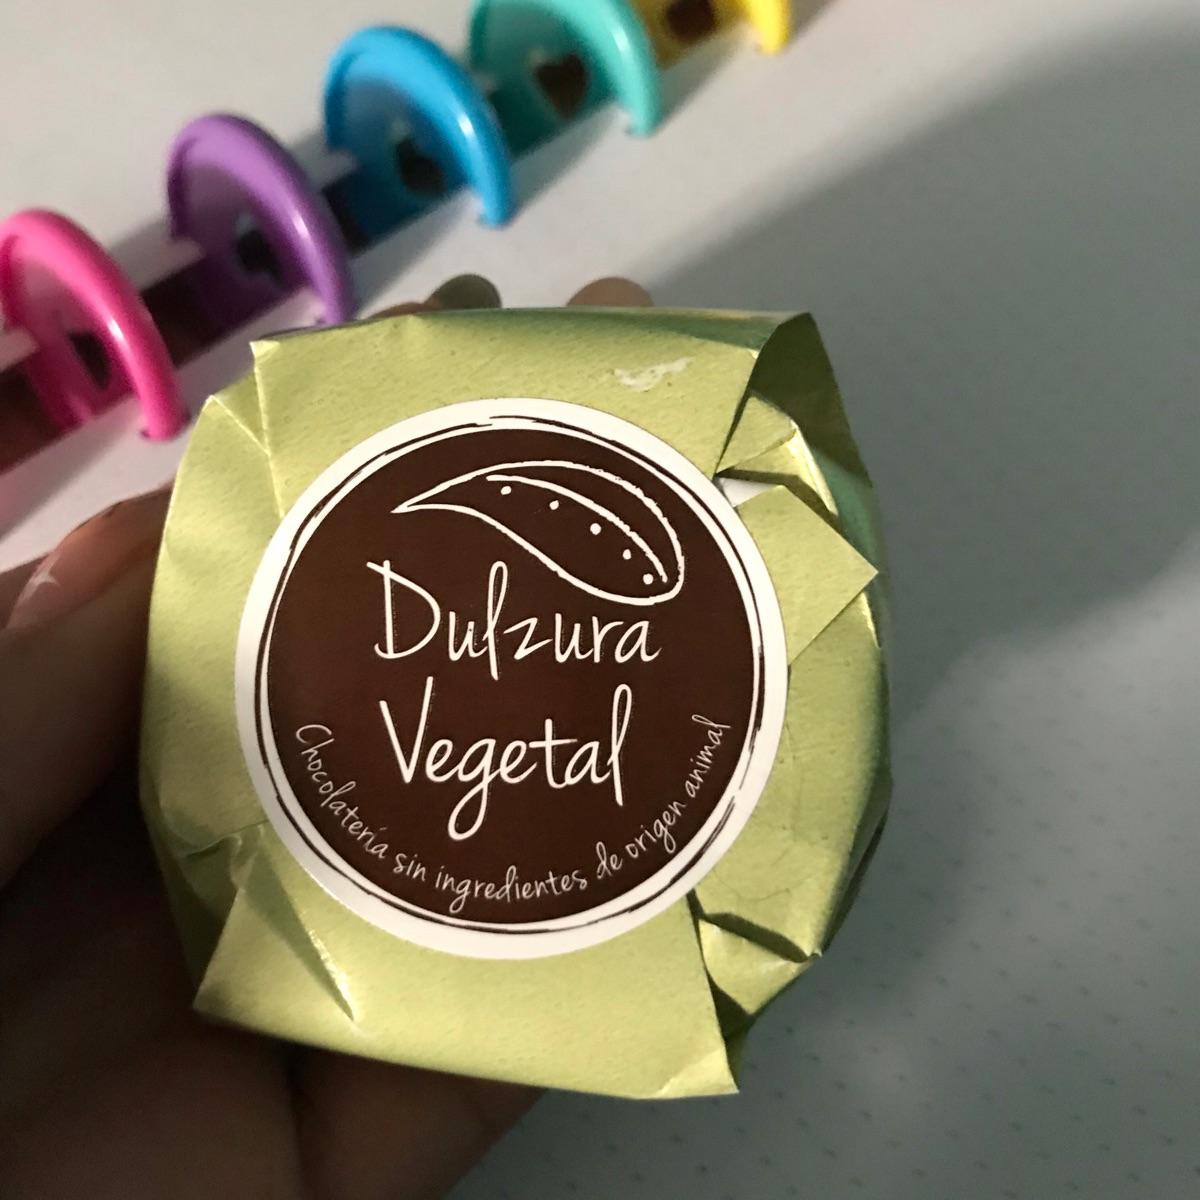 Dulzura
Vegetal
Chocolatería sin ingredientes de origen animal